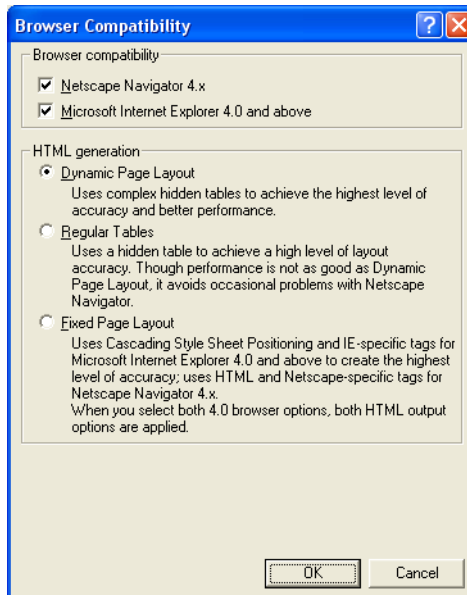 Browser Compatibility
Browser compatibility
Netscape Navigator 4.x
Microsoft Internet Explorer 4.0 and above
HTML generation
Dynamic Page Layout
Uses complex hidden tables to achieve the highest level of
accuracy and better performance.
Regular Tables
Uses a hidden table to achieve a high level of layout
accuracy. Though performance is not as good as Dynamic
Page Layout, it avoids occasional problems with Netscape
Navigator.
Fixed Page Layout
Uses Cascading Style Sheet Positioning and IE-specific tags for
Microsoft Internet Explorer 4.0 and above to create the highest
level of accuracy; uses HTML and Netscape-specific tags for
Netscape Navigator 4.x.
When you select both 4.0 browser options, both HTML output
options are applied.
OK
Cancel